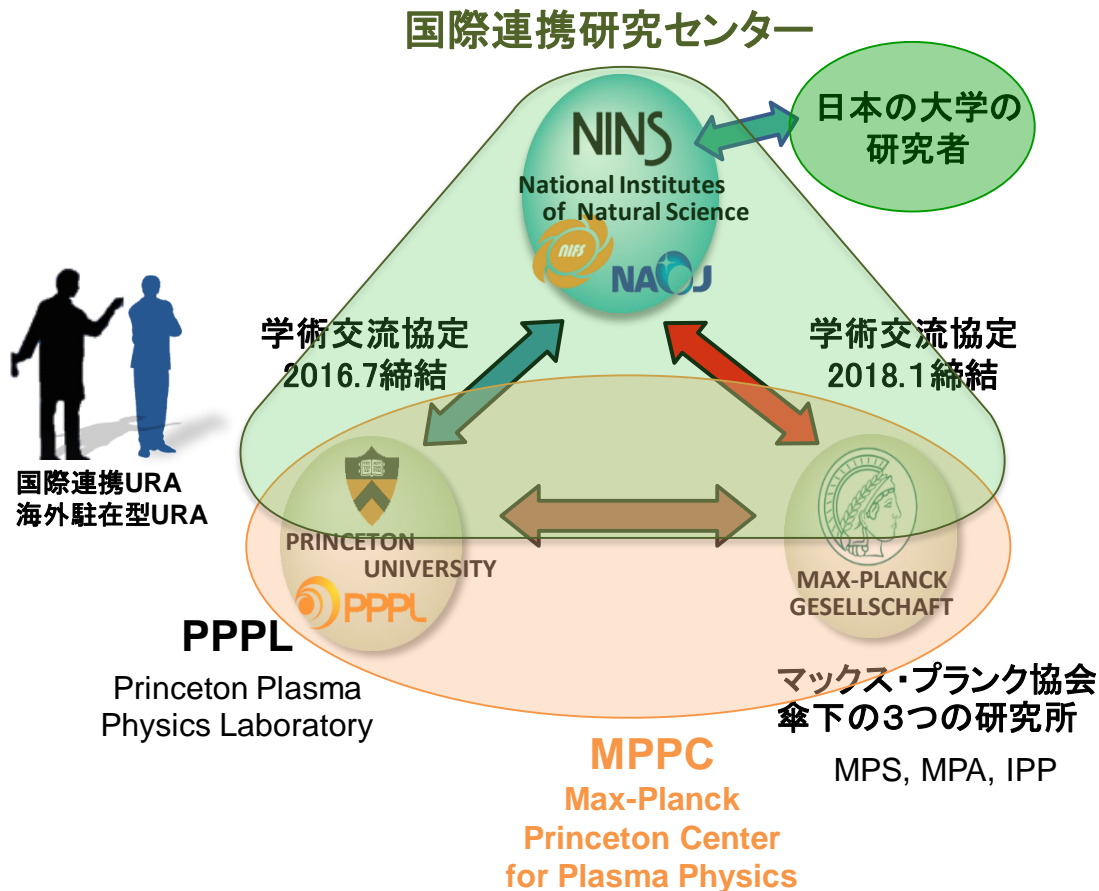 国際連携研究センター
日本の大学の
研究者
NINS
National Institutes
of Natural Science
NIFS
NAOJ
学術交流協定
2016.7締結
学術交流協定
2018.1締結
国際連携URA
海外駐在型URA
PRINCETON
UNIVERSITY
PPPL
MAX-PLANCK
GESELLSCHAFT
PPPL
Princeton Plasma
Physics Laboratory
マックス・プランク協会
傘下の3つの研究所
MPS, MPA, IPP
MPPC
Max-Planck
Princeton Center
for Plasma Physics